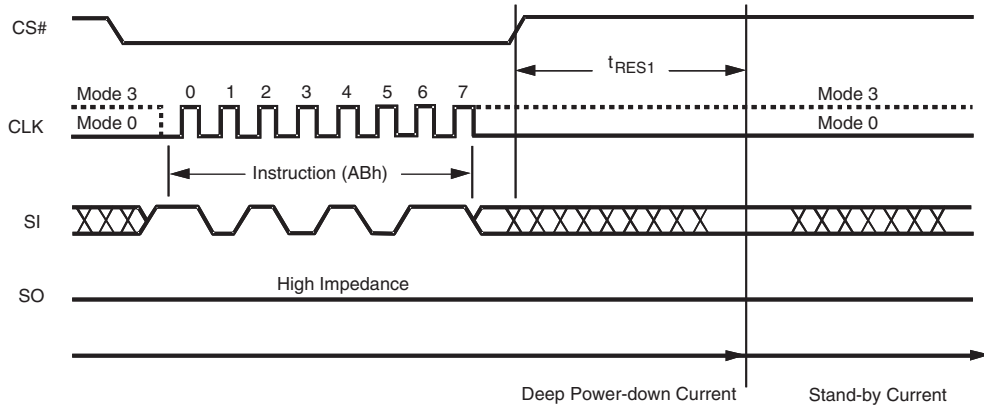 CS#
tRES1
Mode 3
0 1 2 3 4 5 6 7
Mode 3
CLK
Mode 0
Mode 0
Instruction (ABh)
SI
High Impedance
SO
Deep Power-down Current
Stand-by Current